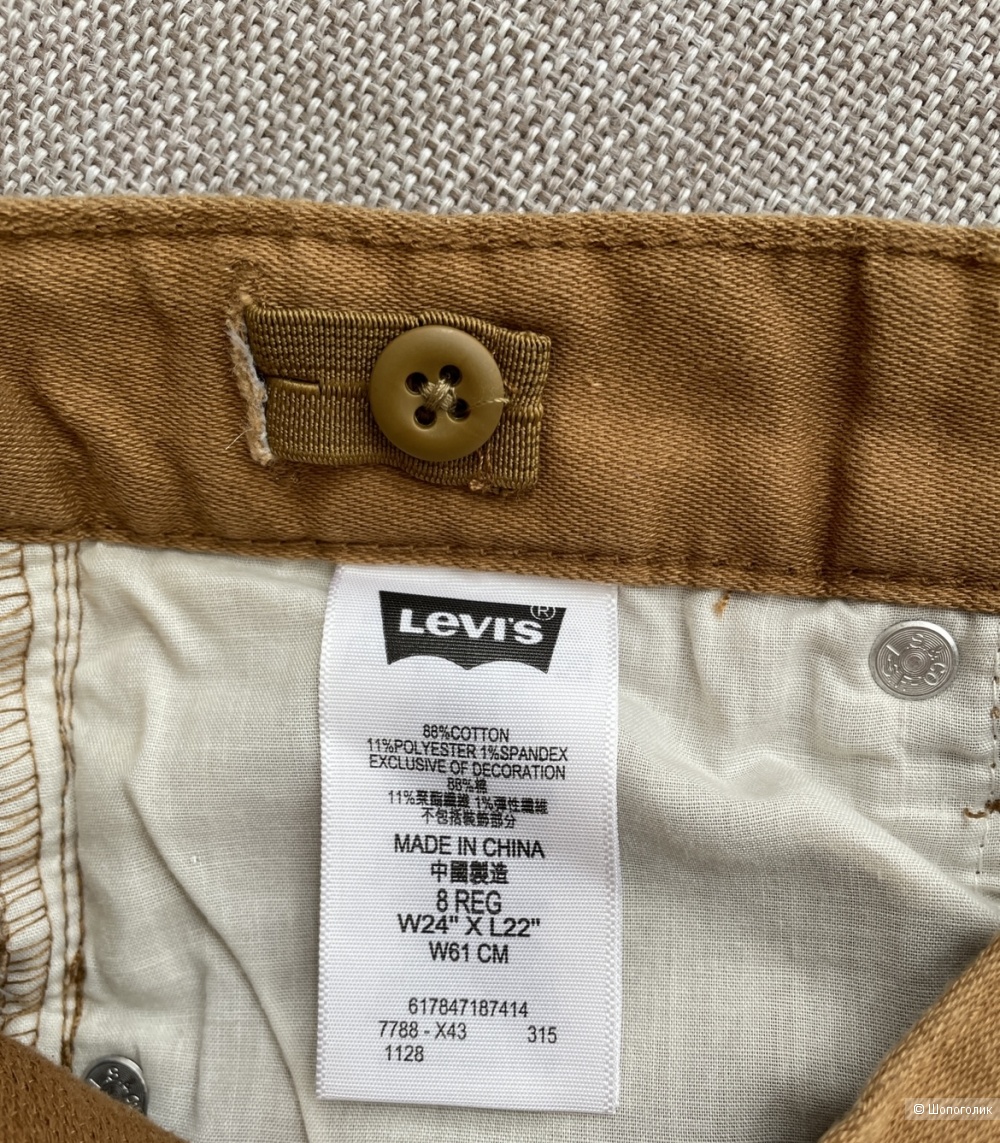 Levi's®
88%COTTON
11%POLYESTER 1%SPANDEX
EXCLUSIVE OF DECORATION
88%棉
11%聚酯纖維 1%彈性纖維
不包括裝飾部分
MADE IN CHINA
中國製造
8 REG
W24" X L22"
W61 CM
617847187414
7788 - X43 315
1128
© Шопоголик